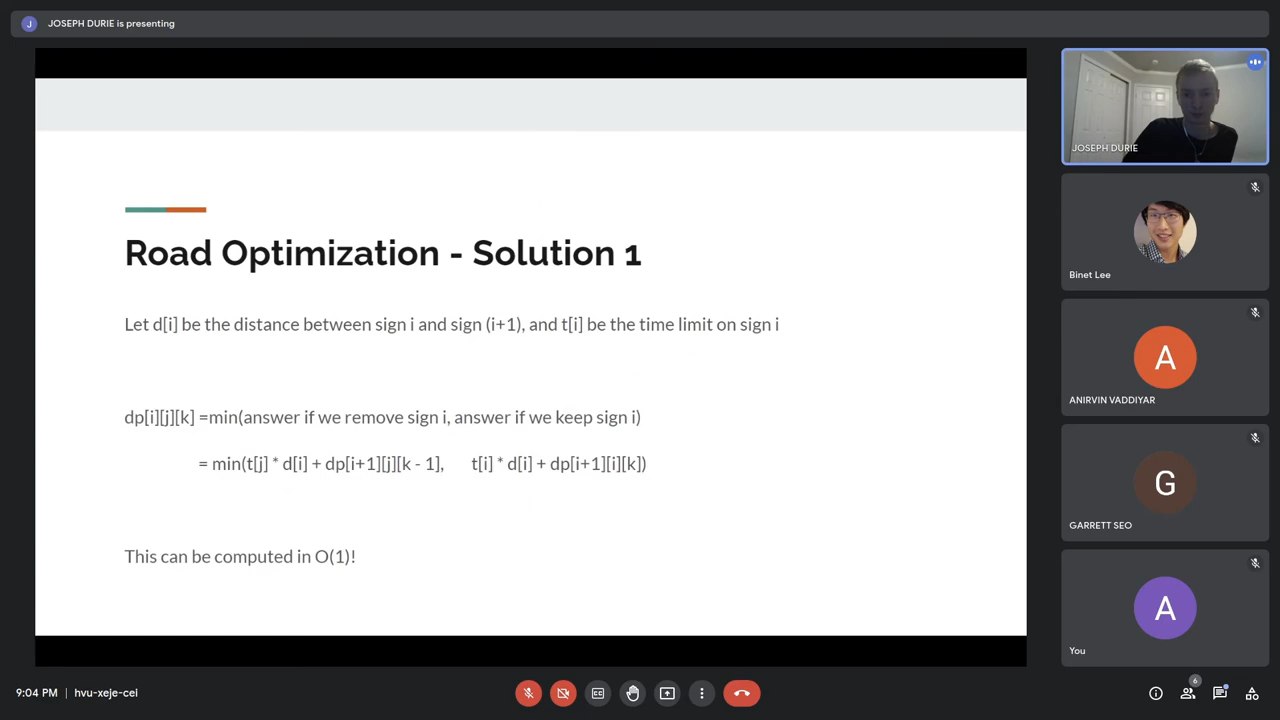 J JOSEPH DURIE is presenting
Road Optimization - Solution 1
Let d[i] be the distance between sign i and sign (i+1), and t[i] be the time limit on sign i
dp[i][j][k] =min(answer if we remove sign i, answer if we keep sign i)
= min(t[j] * d[i] + dp[i+1][j][k - 1], t[i] * d[i] + dp[i+1][i][k])
This can be computed in O(1)!
JOSEPH DURIE
Binet Lee
A
ANIRVIN VADDIYAR
G
GARRETT SEO
A
You
9:04 PM | hvu-xeje-cei
CC
6